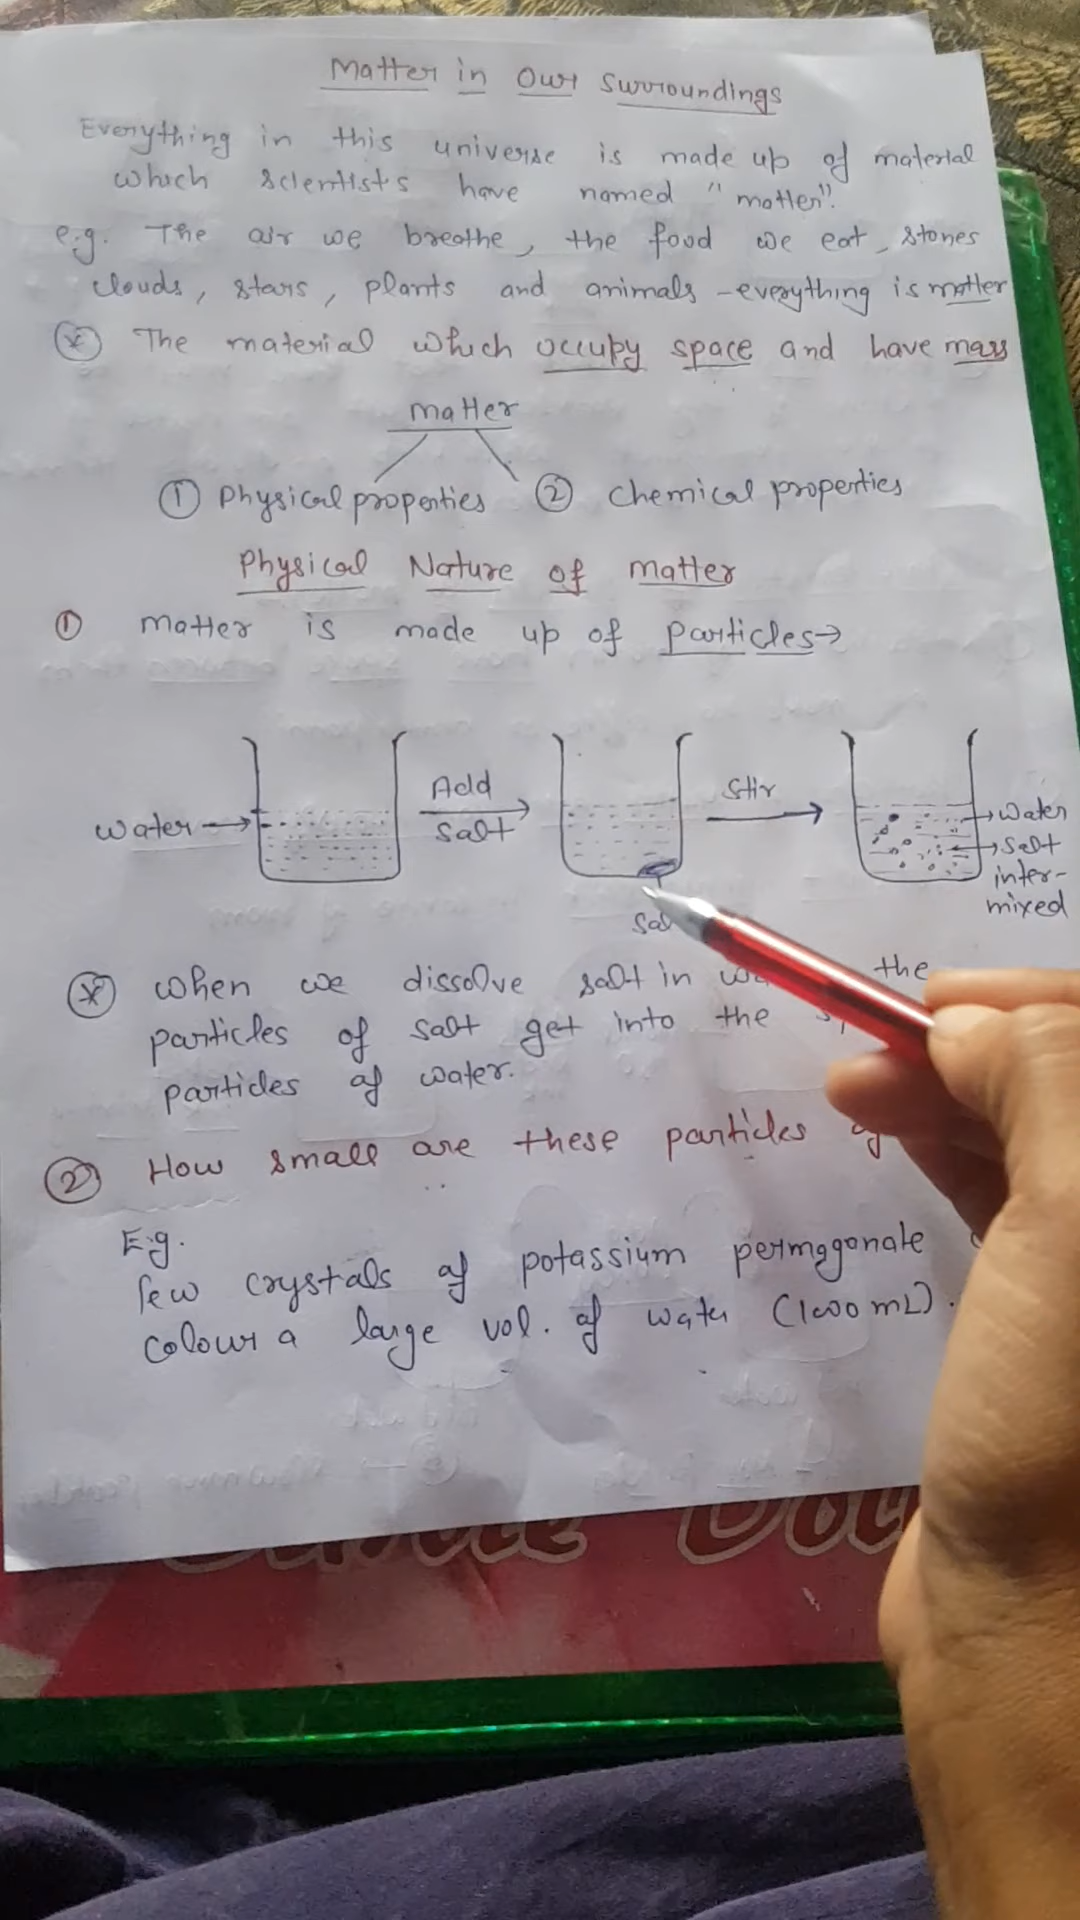 Matter in Our Surroundings
Everything in this universe is made up of material
which scientists have named "matter".
e.g. The air we breathe, the food we eat, stones
clouds, stars, plants and animals - everything is matter
* The material which occupy space and have mass
Matter
① Physical properties ② Chemical properties
Physical Nature of matter
① Matter is made up of Particles→
Water→ Add Salt Stir →Water
→Salt
inter-
mixed
* When we dissolve salt in the
particles of salt get into the
particles of water.
② How small are these particles of
E.g.
few crystals of potassium permagonate
colour a large vol. of water (1000 mL).